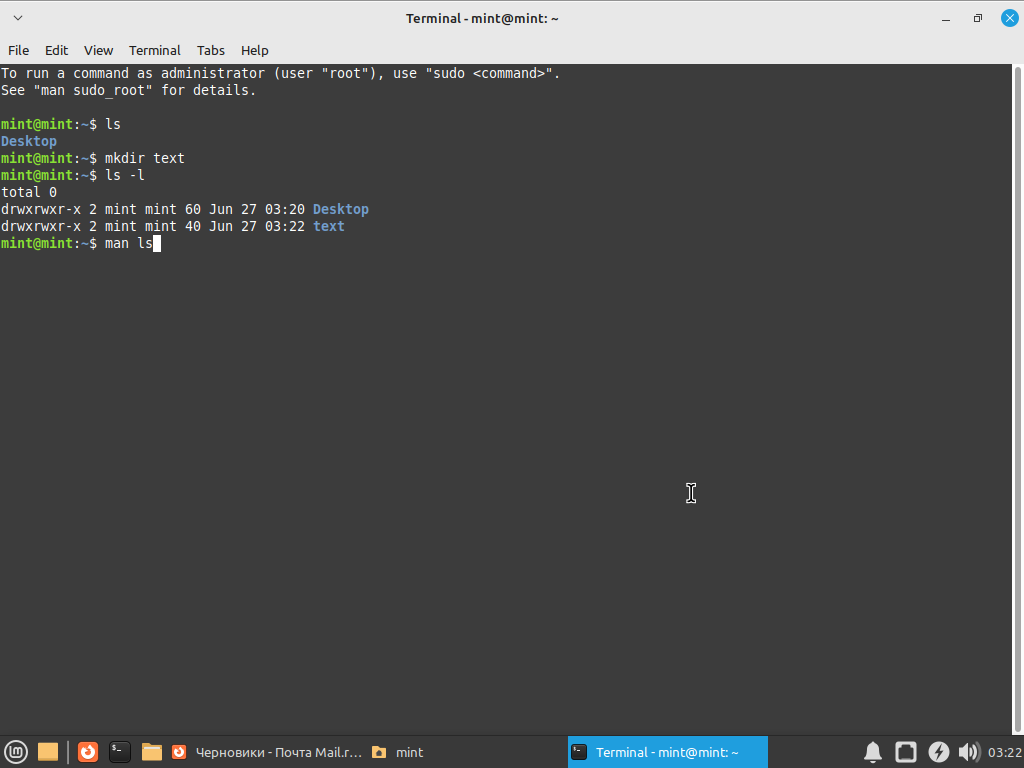 Terminal - mint@mint: ~
File Edit View Terminal Tabs Help
To run a command as administrator (user "root"), use "sudo <command>".
See "man sudo_root" for details.
mint@mint:~$ ls
Desktop
mint@mint:~$ mkdir text
mint@mint:~$ ls -l
total 0
drwxrwxr-x 2 mint mint 60 Jun 27 03:20 Desktop
drwxrwxr-x 2 mint mint 40 Jun 27 03:22 text
mint@mint:~$ man ls
Черновики - Почта Mail.r... mint Terminal - mint@mint: ~ 03:22